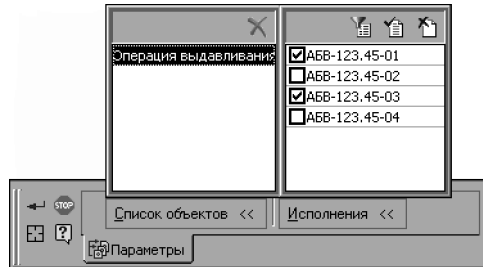 Операция выдавливания
АБВ-123.45-01
АБВ-123.45-02
АБВ-123.45-03
АБВ-123.45-04
STOP
Список объектов <<
Исполнения <<
Параметры